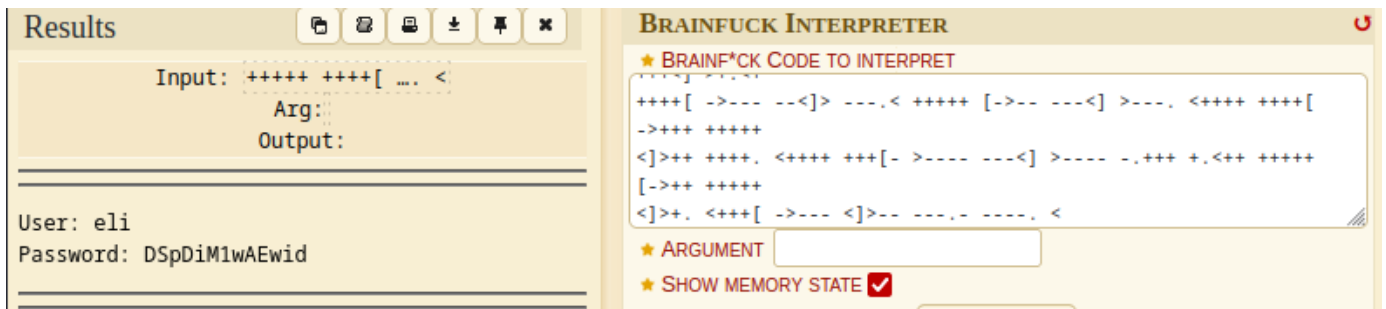 Results
Input: +++++ ++++[ …. <
Arg:
Output:
User: eli
Password: DSpDiM1wAEwid
BRAINFUCK INTERPRETER
BRAINF*CK CODE TO INTERPRET
++++[ ->--- --<]> ---.< +++++ [->-- ---<] >---. <++++ ++++[
->+++ +++++
<]>++ ++++. <++++ +++[- >---- ---<] >---- -.+++ +.<++ +++++
[->++ +++++
<]>+. <+++[ ->--- <]>-- ---.- ----. <
ARGUMENT
SHOW MEMORY STATE